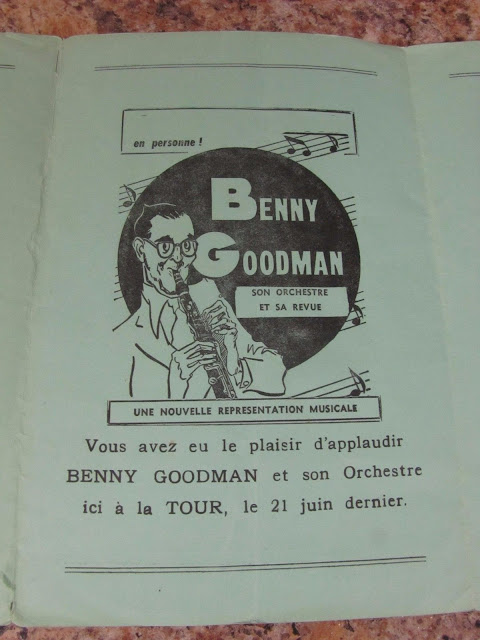 en personne !
BENNY
GOODMAN
SON ORCHESTRE
ET SA REVUE
UNE NOUVELLE REPRESENTATION MUSICALE
Vous avez eu le plaisir d'applaudir
BENNY GOODMAN et son Orchestre
ici à la TOUR, le 21 juin dernier.